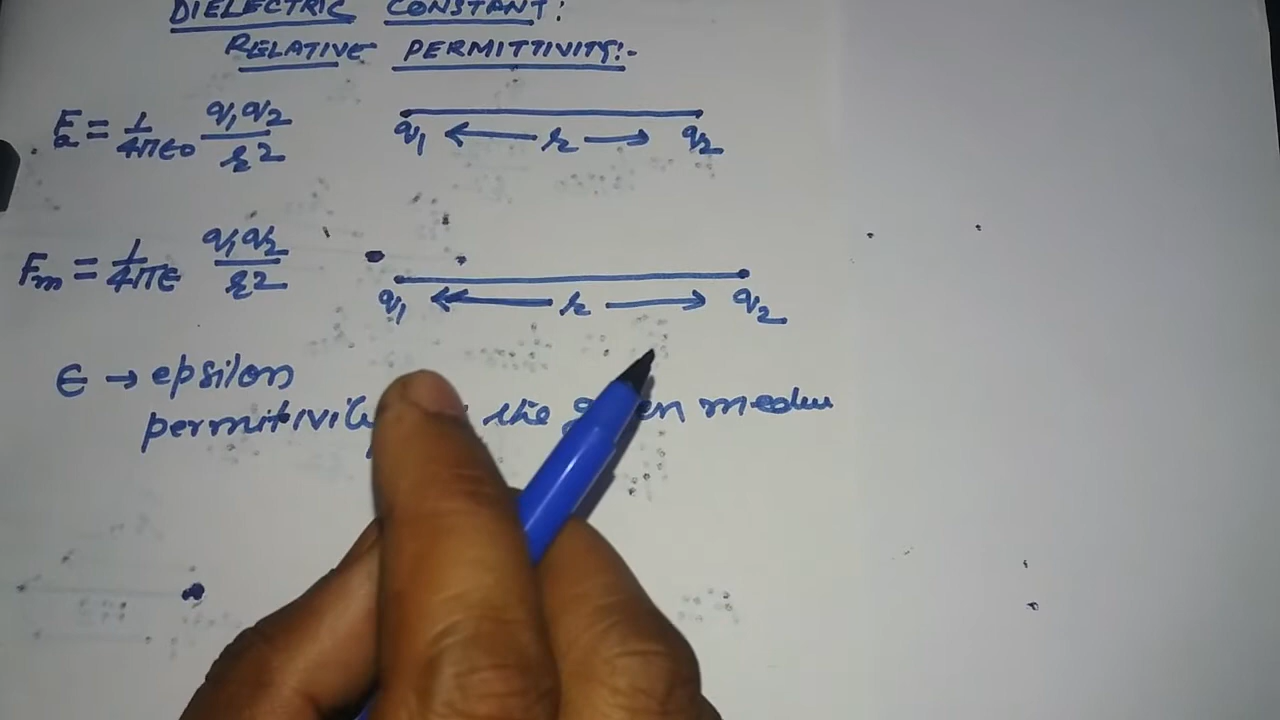 DIELECTRIC CONSTANT:
RELATIVE PERMITTIVITY:-
Fa = 1/4πε0 q1q2/r2
q1 ← r → q2
Fm = 1/4πε q1q2/r2
q1 ← r → q2
ε → epsilon
the medium